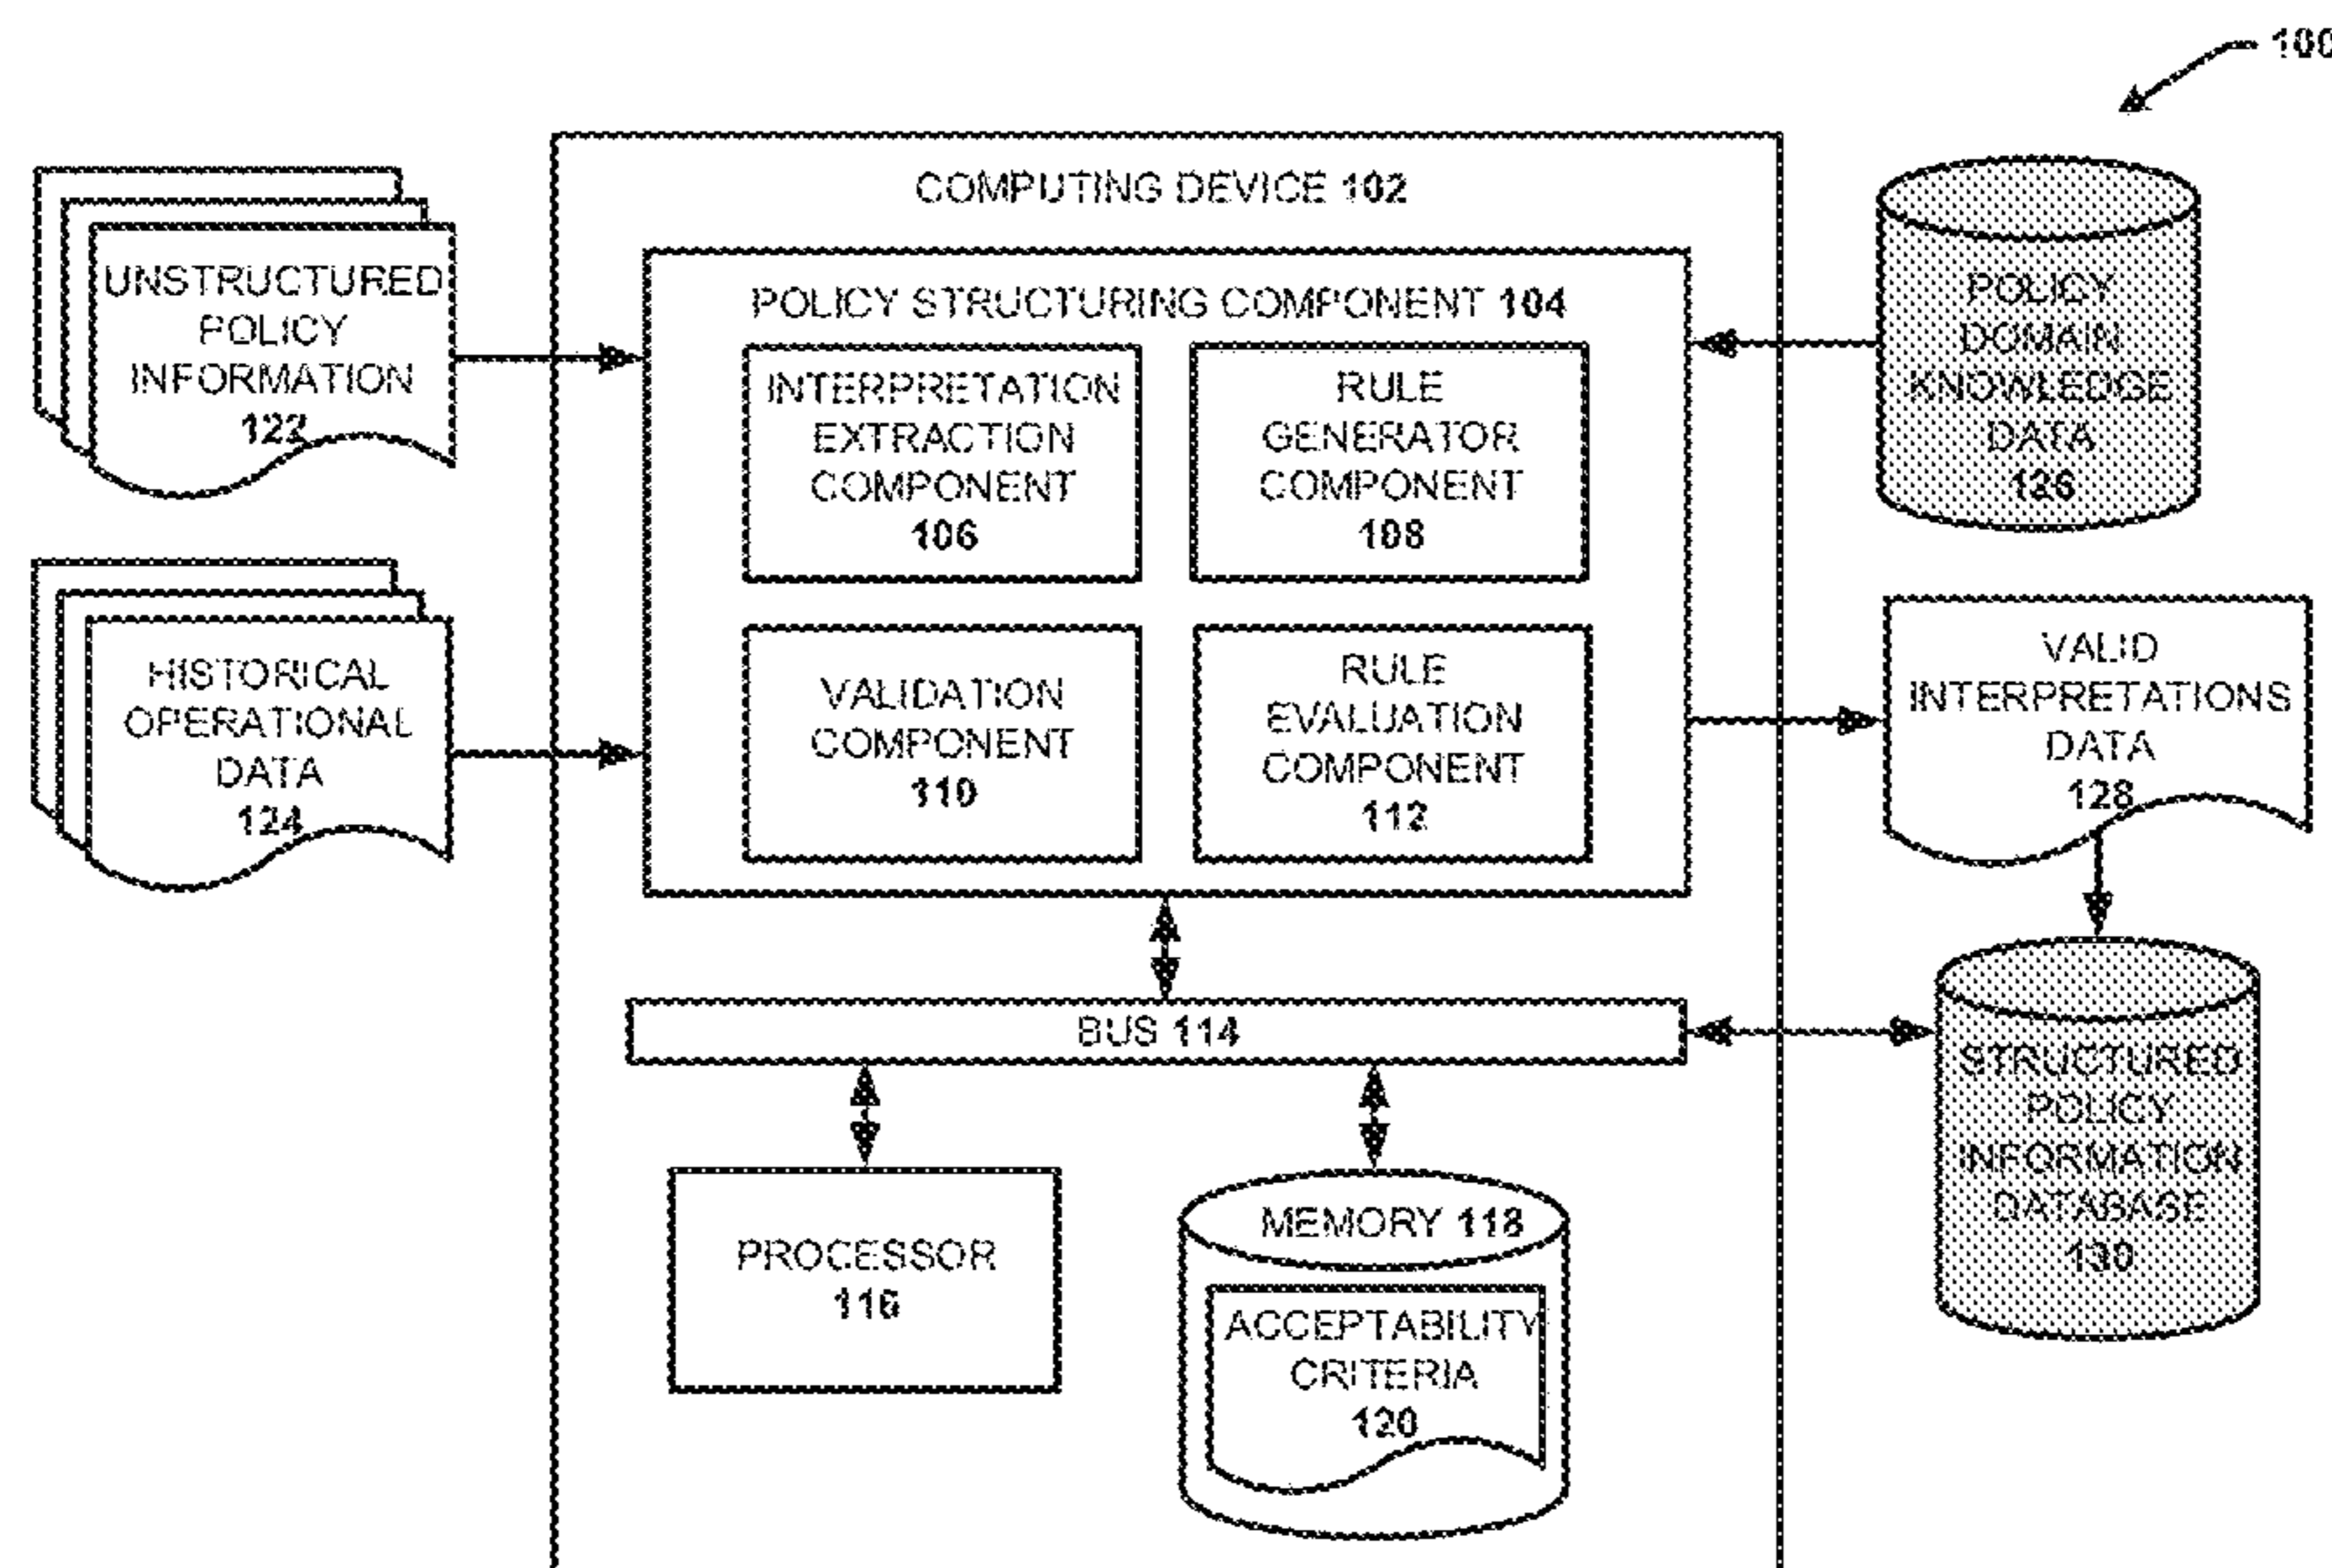 100
COMPUTING DEVICE 102
UNSTRUCTURED
POLICY
INFORMATION
122
POLICY STRUCTURING COMPONENT 104
INTERPRETATION
EXTRACTION
COMPONENT
106
RULE
GENERATOR
COMPONENT
108
POLICY
DOMAIN
KNOWLEDGE
DATA
126
HISTORICAL
OPERATIONAL
DATA
124
VALIDATION
COMPONENT
110
RULE
EVALUATION
COMPONENT
112
VALID
INTERPRETATIONS
DATA
128
BUS 114
STRUCTURED
POLICY
INFORMATION
DATABASE
130
PROCESSOR
116
MEMORY 118
ACCEPTABILITY
CRITERIA
120